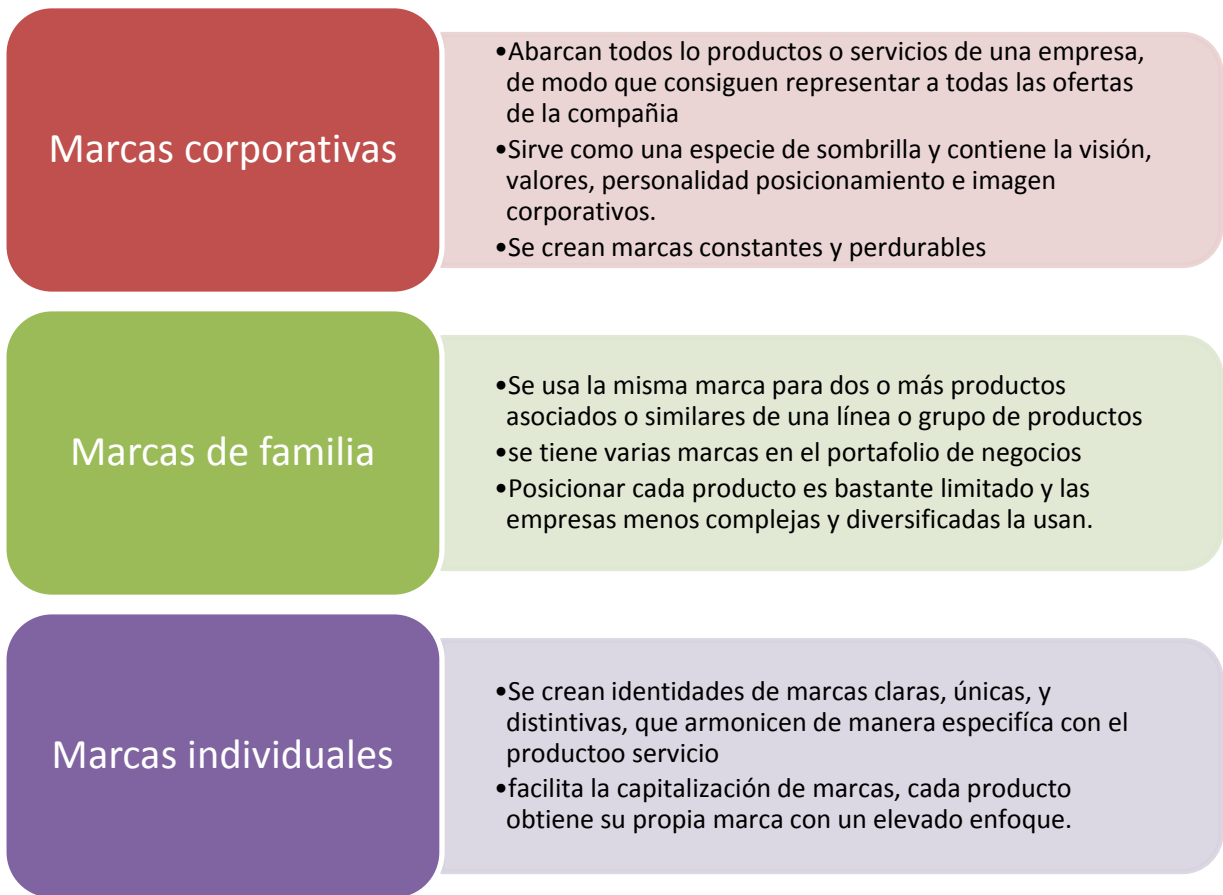 Marcas corporativas
•Abarcan todos lo productos o servicios de una empresa,
de modo que consiguen representar a todas las ofertas
de la compañia
•Sirve como una especie de sombrilla y contiene la visión,
valores, personalidad posicionamiento e imagen
corporativos.
•Se crean marcas constantes y perdurables
Marcas de familia
•Se usa la misma marca para dos o más productos
asociados o similares de una línea o grupo de productos
•se tiene varias marcas en el portafolio de negocios
•Posicionar cada producto es bastante limitado y las
empresas menos complejas y diversificadas la usan.
Marcas individuales
•Se crean identidades de marcas claras, únicas, y
distintivas, que armonicen de manera especifíca con el
productoo servicio
•facilita la capitalización de marcas, cada producto
obtiene su propia marca con un elevado enfoque.